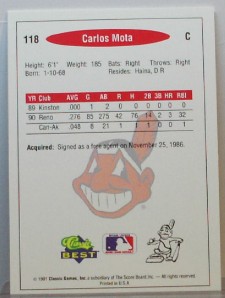 118 Carlos Mota C
Height: 6'1" Weight: 185 Bats: Right Throws: Right
Born: 1-10-68 Resides: Haina, D R
YR Club AVG G AB R H 2B 3B HR RBI
89 Kinston .000 1 2 0 0 0 0 0 0
90 Reno .276 85 275 42 76 14 2 3 32
Can-Ak .048 8 21 1 1 0 0 0 0
Acquired: Signed as a free agent on November 25, 1986.
Classic
BEST
© 1991 Classic Games, Inc. a subsidiary of The Score Board Inc. — All rights reserved.
Printed in U.S.A.